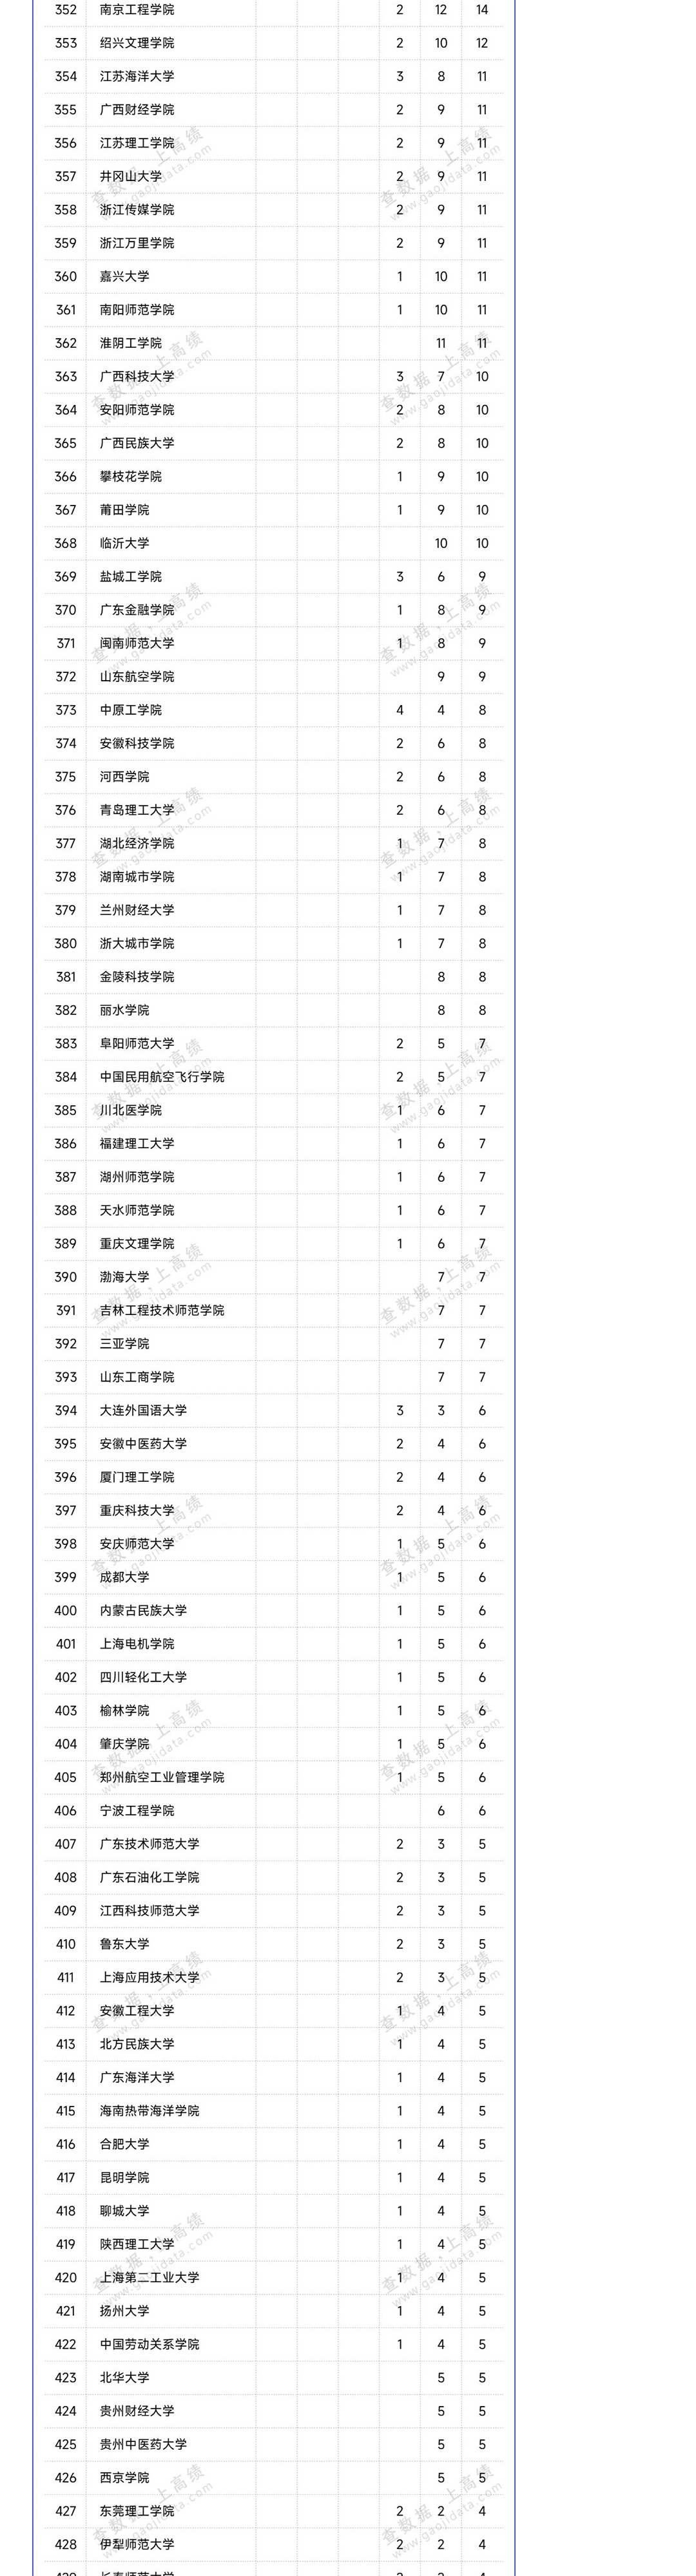 352 南京工程学院 2 12 14
353 绍兴文理学院 2 10 12
354 江苏海洋大学 3 8 11
355 广西财经学院 2 9 11
356 江苏理工学院 2 9 11
357 井冈山大学 2 9 11
358 浙江传媒学院 2 9 11
359 浙江万里学院 2 9 11
360 嘉兴大学 1 10 11
361 南阳师范学院 1 10 11
362 淮阴工学院 11 11
363 广西科技大学 3 7 10
364 安阳师范学院 2 8 10
365 广西民族大学 2 8 10
366 攀枝花学院 1 9 10
367 莆田学院 1 9 10
368 临沂大学 10 10
369 盐城工学院 3 6 9
370 广东金融学院 1 8 9
371 闽南师范大学 1 8 9
372 山东航空学院 9 9
373 中原工学院 4 4 8
374 安徽科技学院 2 6 8
375 河西学院 2 6 8
376 青岛理工大学 2 6 8
377 湖北经济学院 1 7 8
378 湖南城市学院 1 7 8
379 兰州财经大学 1 7 8
380 浙大城市学院 1 7 8
381 金陵科技学院 8 8
382 丽水学院 8 8
383 阜阳师范大学 2 5 7
384 中国民用航空飞行学院 2 5 7
385 川北医学院 1 6 7
386 福建理工大学 1 6 7
387 湖州师范学院 1 6 7
388 天水师范学院 1 6 7
389 重庆文理学院 1 6 7
390 渤海大学 7 7
391 吉林工程技术师范学院 7 7
392 三亚学院 7 7
393 山东工商学院 7 7
394 大连外国语大学 3 3 6
395 安徽中医药大学 2 4 6
396 厦门理工学院 2 4 6
397 重庆科技大学 2 4 6
398 安庆师范大学 1 5 6
399 成都大学 1 5 6
400 内蒙古民族大学 1 5 6
401 上海电机学院 1 5 6
402 四川轻化工大学 1 5 6
403 榆林学院 1 5 6
404 肇庆学院 1 5 6
405 郑州航空工业管理学院 1 5 6
406 宁波工程学院 6 6
407 广东技术师范大学 2 3 5
408 广东石油化工学院 2 3 5
409 江西科技师范大学 2 3 5
410 鲁东大学 2 3 5
411 上海应用技术大学 2 3 5
412 安徽工程大学 1 4 5
413 北方民族大学 1 4 5
414 广东海洋大学 1 4 5
415 海南热带海洋学院 1 4 5
416 合肥大学 1 4 5
417 昆明学院 1 4 5
418 聊城大学 1 4 5
419 陕西理工大学 1 4 5
420 上海第二工业大学 1 4 5
421 扬州大学 1 4 5
422 中国劳动关系学院 1 4 5
423 北华大学 5 5
424 贵州财经大学 5 5
425 贵州中医药大学 5 5
426 西京学院 5 5
427 东莞理工学院 2 2 4
428 伊犁师范大学 2 2 4
查数据，上高绩
www.gaojidata.com